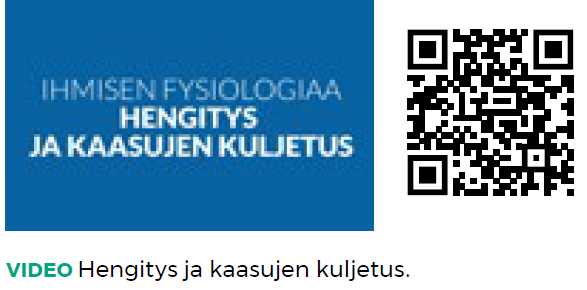 IHMISEN FYSIOLOGIAA
HENGITYS
JA KAASUJEN KULJETUS
VIDEO Hengitys ja kaasujen kuljetus.